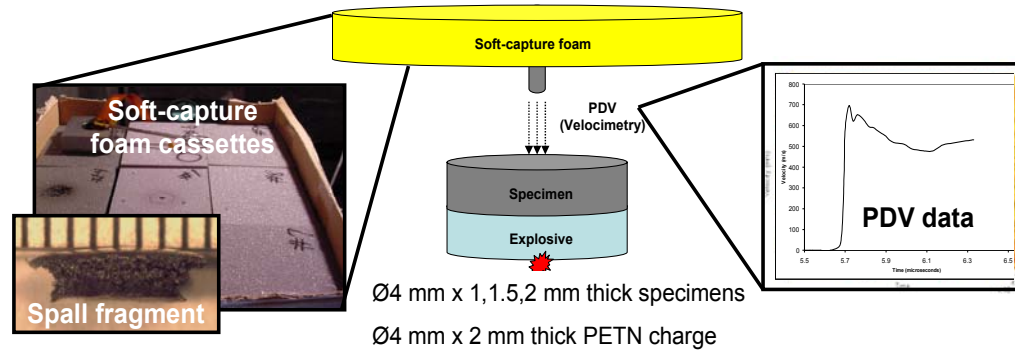 Soft-capture foam
Soft-capture
foam cassettes
Spall fragment
PDV
(Velocimetry)
Specimen
Explosive
Ø4 mm x 1,1.5,2 mm thick specimens
Ø4 mm x 2 mm thick PETN charge
800
700
600
500
400
300
200
100
0
Velocity (m/s)
PDV data
5.5
5.7
5.9
6.1
6.3
6.5
Time (microseconds)
#7